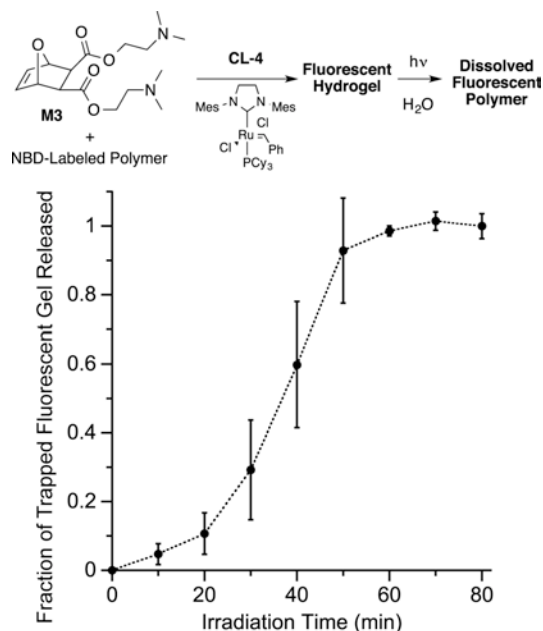 O
O
O
N
O
O
N
O
M3
+
NBD-Labeled Polymer
CL-4
Mes
N
N
Mes
Cl
Ru
Cl
Ph
PCy3
Fluorescent
Hydrogel
hν
H2O
Dissolved
Fluorescent
Polymer
Fraction of Trapped Fluorescent Gel Released
1
0.8
0.6
0.4
0.2
0
0 20 40 60 80
Irradiation Time (min)